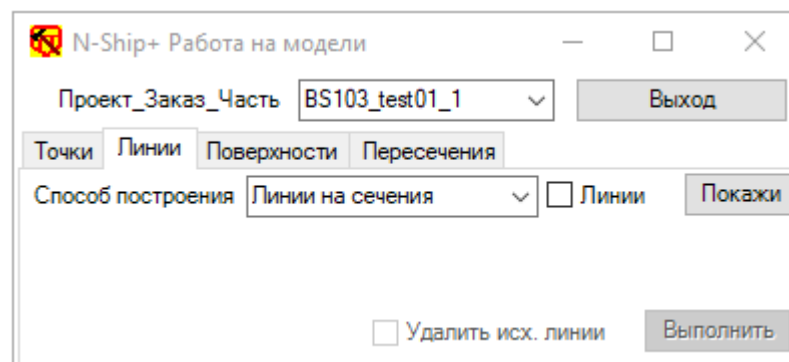 N-Ship+ Работа на модели
Проект_Заказ_Часть BS103_test01_1 Выход
Точки Линии Поверхности Пересечения
Способ построения Линии на сечения Линии Покажи
Удалить исх. линии Выполнить